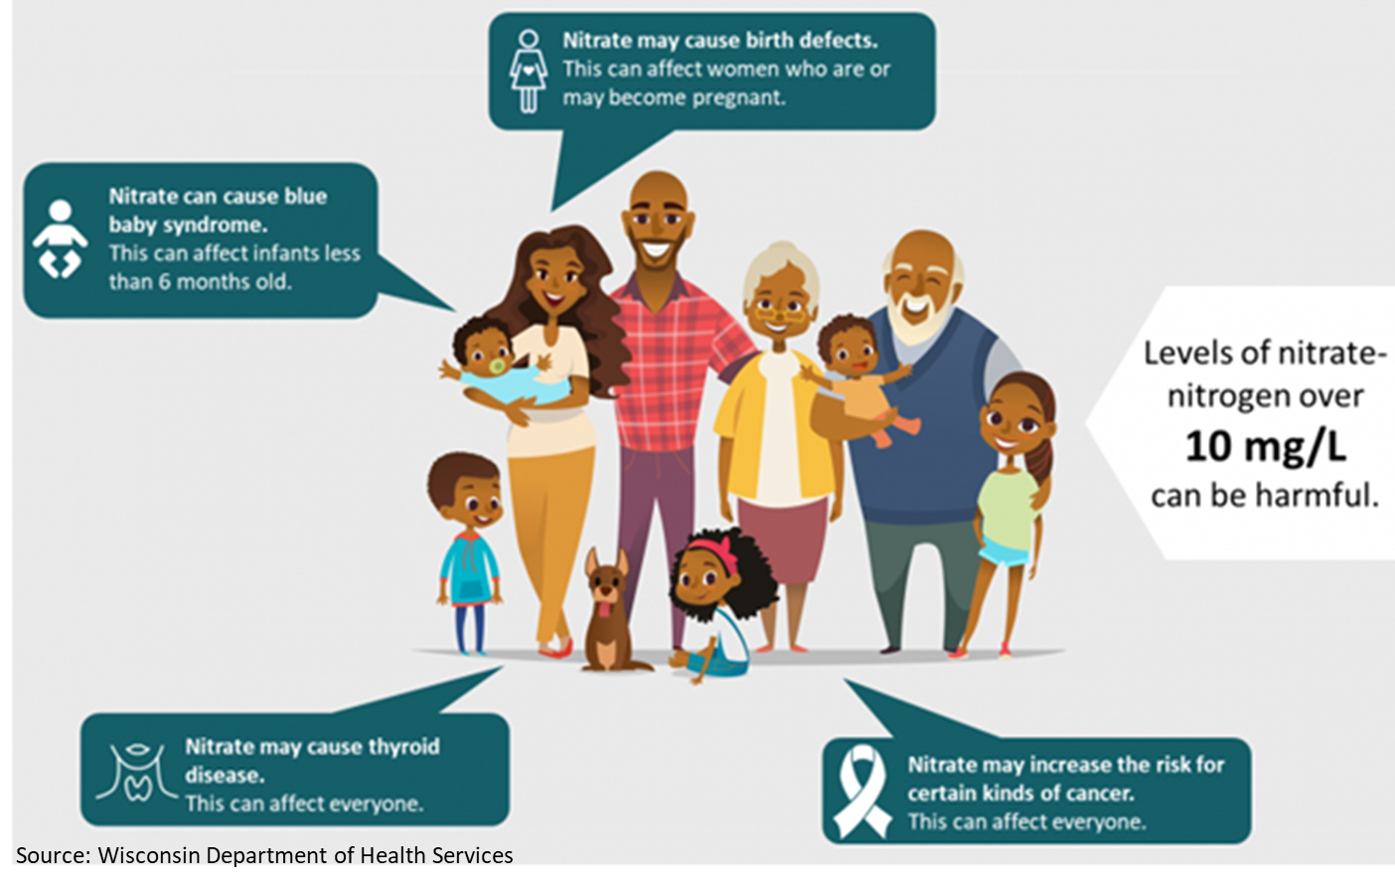 Nitrate may cause birth defects.
This can affect women who are or
may become pregnant.
Nitrate can cause blue
baby syndrome.
This can affect infants less
than 6 months old.
Levels of nitrate-
nitrogen over
10 mg/L
can be harmful.
Nitrate may cause thyroid
disease.
This can affect everyone.
Nitrate may increase the risk for
certain kinds of cancer.
This can affect everyone.
Source: Wisconsin Department of Health Services